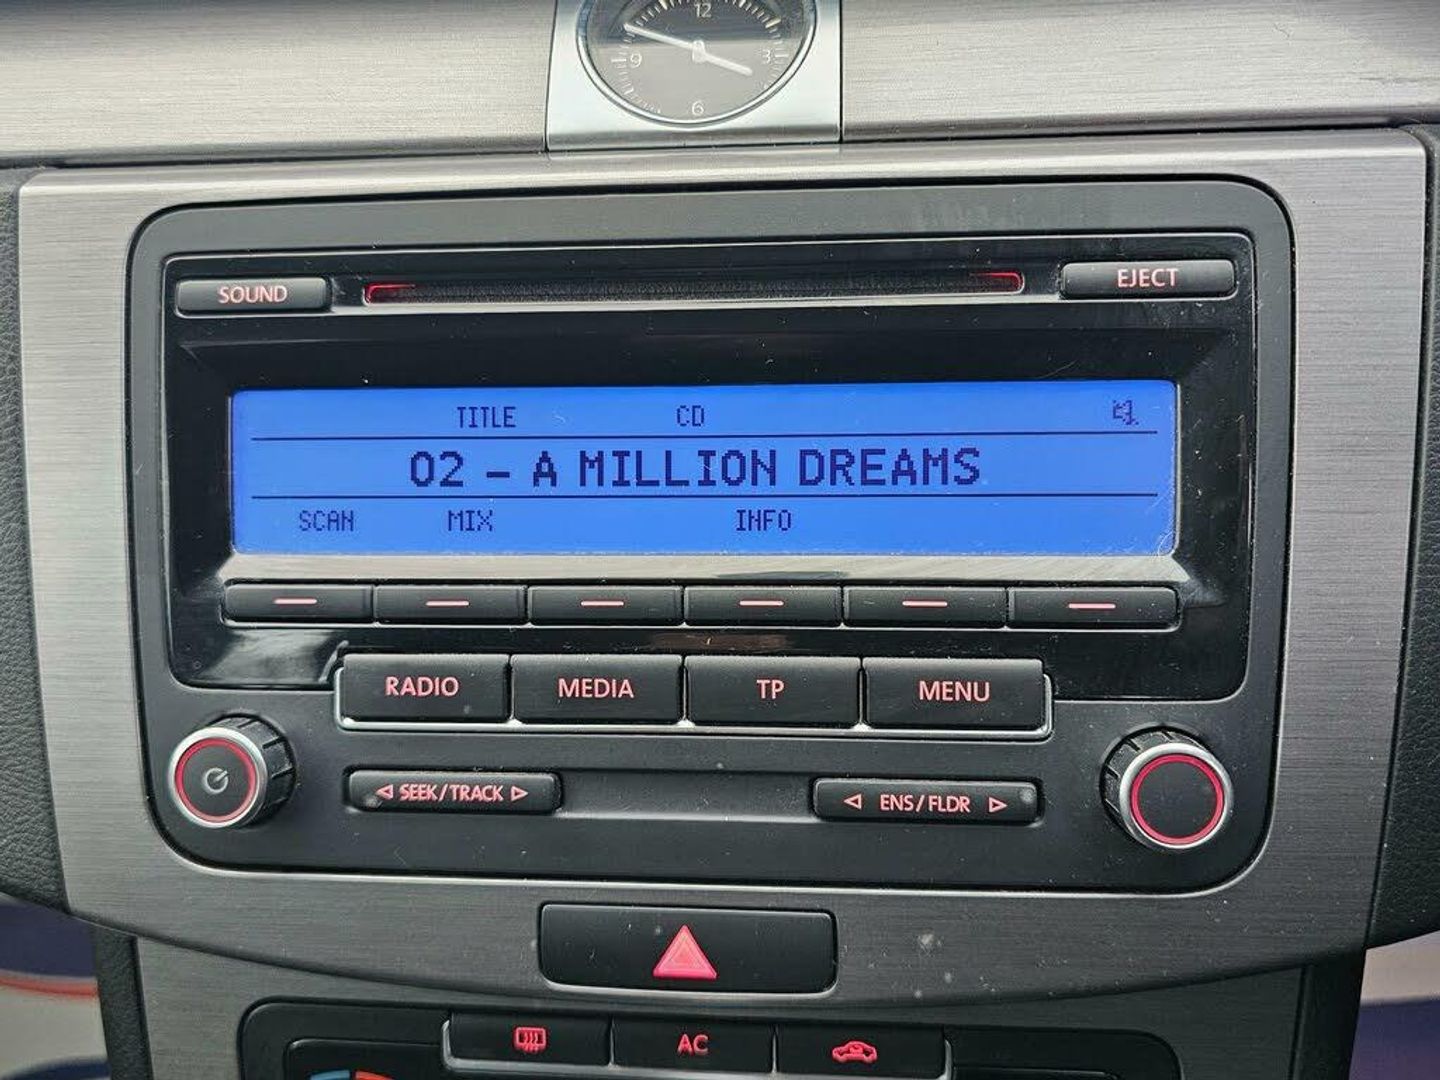 12
9 3
6
SOUND EJECT
TITLE CD
02 - A MILLION DREAMS
SCAN MIX INFO
RADIO MEDIA TP MENU
SEEK/TRACK ENS/FLDR
AC